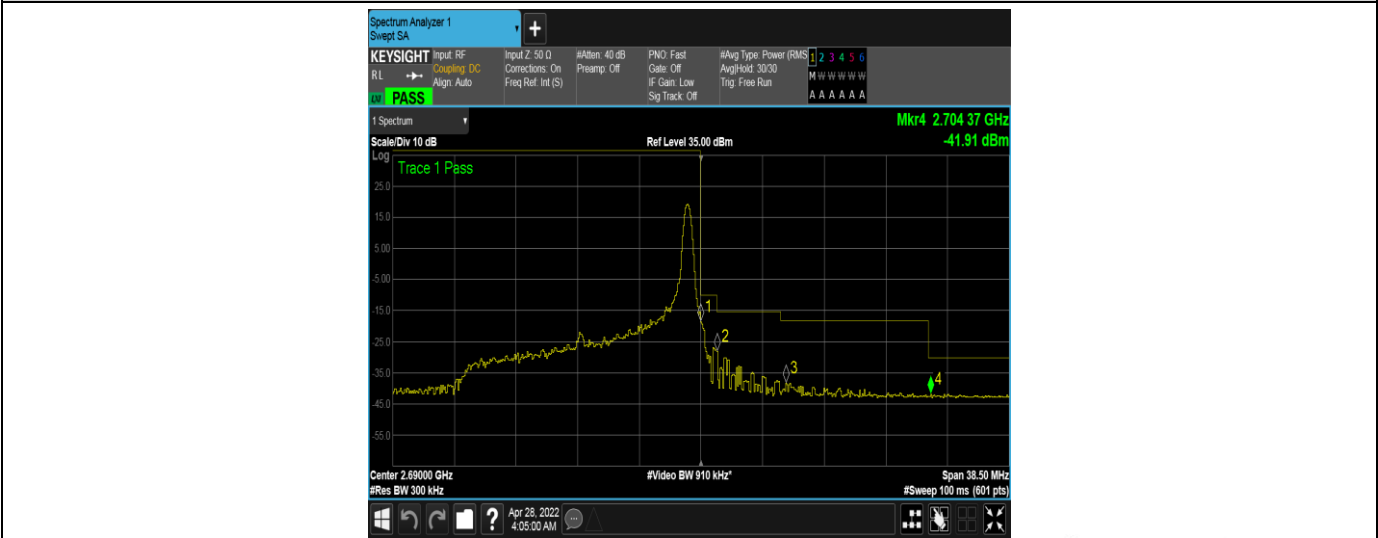 Spectrum Analyzer 1
Swept SA
+
KEYSIGHT Input: RF Input Z: 50 Ω #Atten: 40 dB PNO: Fast #Avg Type: Power (RMS 1 2 3 4 5 6
RL Coupling: DC Corrections: On Preamp: Off Gate: Off Avg|Hold: 30/30 M W W W W W
Align: Auto Freq Ref: Int (S) IF Gain: Low Trig: Free Run
PASS Sig Track: Off A A A A A A
1 Spectrum
Mkr4 2.704 37 GHz
Scale/Div 10 dB Ref Level 35.00 dBm -41.91 dBm
Log
Trace 1 Pass
25.0
15.0
5.00
-5.00
1
-15.0
2
-25.0
3
-35.0
4
-45.0
-55.0
Center 2.69000 GHz #Video BW 910 kHz* Span 38.50 MHz
#Res BW 300 kHz #Sweep 100 ms (601 pts)
? Apr 28, 2022
4:05:00 AM